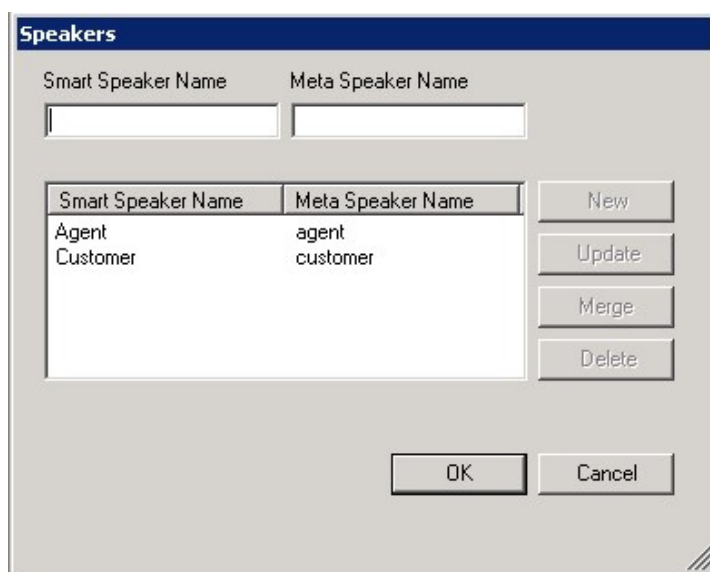 Speakers
Smart Speaker Name Meta Speaker Name
Smart Speaker Name Meta Speaker Name
Agent agent
Customer customer
New
Update
Merge
Delete
OK Cancel